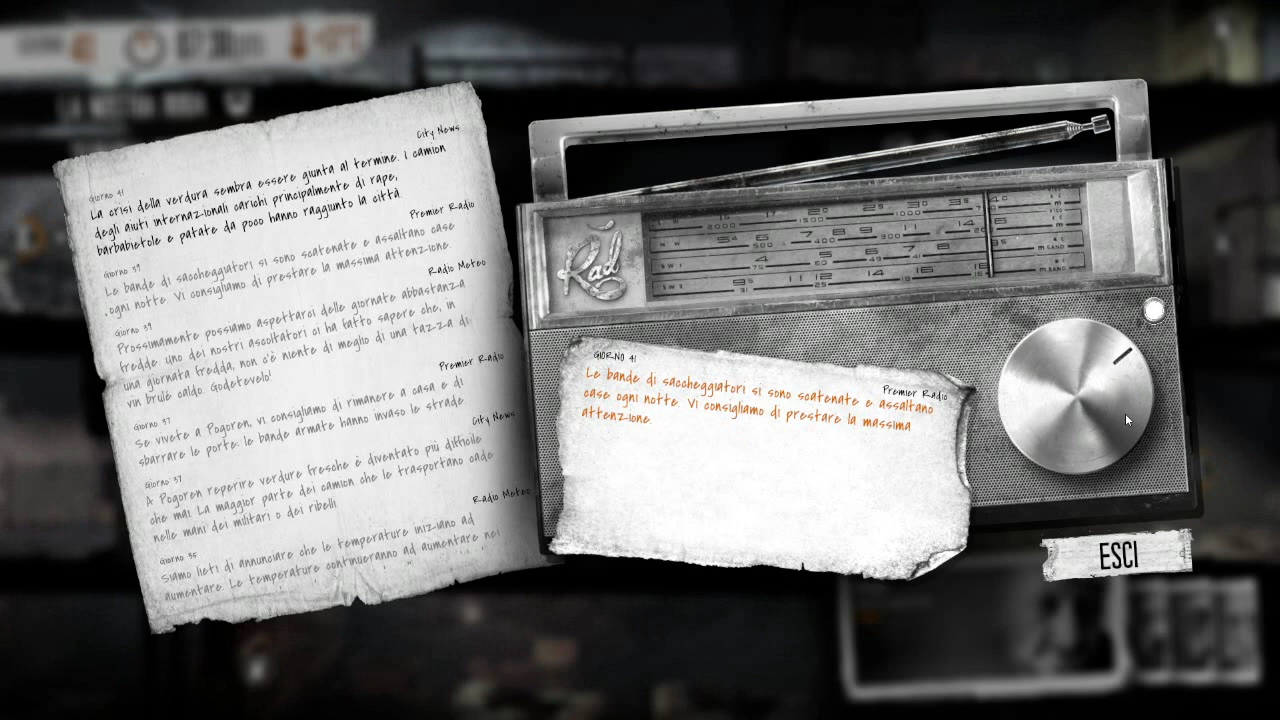 City News
Giorno 41
La crisi della verdura sembra essere giunta al termine. I camion
degli aiuti internazionali carichi principalmente di rape,
barbabietole e patate da poco hanno raggiunto la città.
Premier Radio
Giorno 39
Le bande di saccheggiatori si sono scatenate e assaltano case
ogni notte. Vi consigliamo di prestare la massima attenzione.
Radio Meteo
Giorno 39
Prossimamente possiamo aspettarci delle giornate abbastanza
fredde: uno dei nostri ascoltatori ci ha fatto sapere che, in
una giornata fredda, non c'è niente di meglio di una tazza di
vin brulé caldo. Godetevelo!
Premier Radio
Giorno 37
Se vivete a Pogoren, vi consigliamo di rimanere a casa e di
sbarrare le porte: le bande armate hanno invaso le strade
City News
Giorno 37
A Pogoren reperire verdure fresche è diventato più difficile
che mai. La maggior parte dei camion che le trasportano cade
nelle mani dei militari o dei ribelli
Radio Meteo
Giorno 35
Siamo lieti di annunciare che le temperature iniziano ad
aumentare. Le temperature continueranno ad aumentare nei
Rad
GIORNO 41
Premier Radio
Le bande di saccheggiatori si sono scatenate e assaltano
case ogni notte. Vi consigliamo di prestare la massima
attenzione.
ESCI